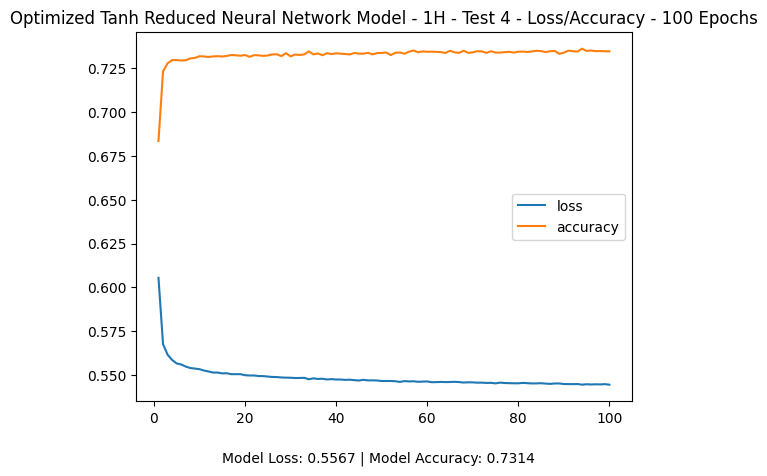 Optimized Tanh Reduced Neural Network Model - 1H - Test 4 - Loss/Accuracy - 100 Epochs
0.725
0.700
0.675
0.650
0.625
0.600
0.575
0.550
loss
accuracy
0 20 40 60 80 100
Model Loss: 0.5567 | Model Accuracy: 0.7314